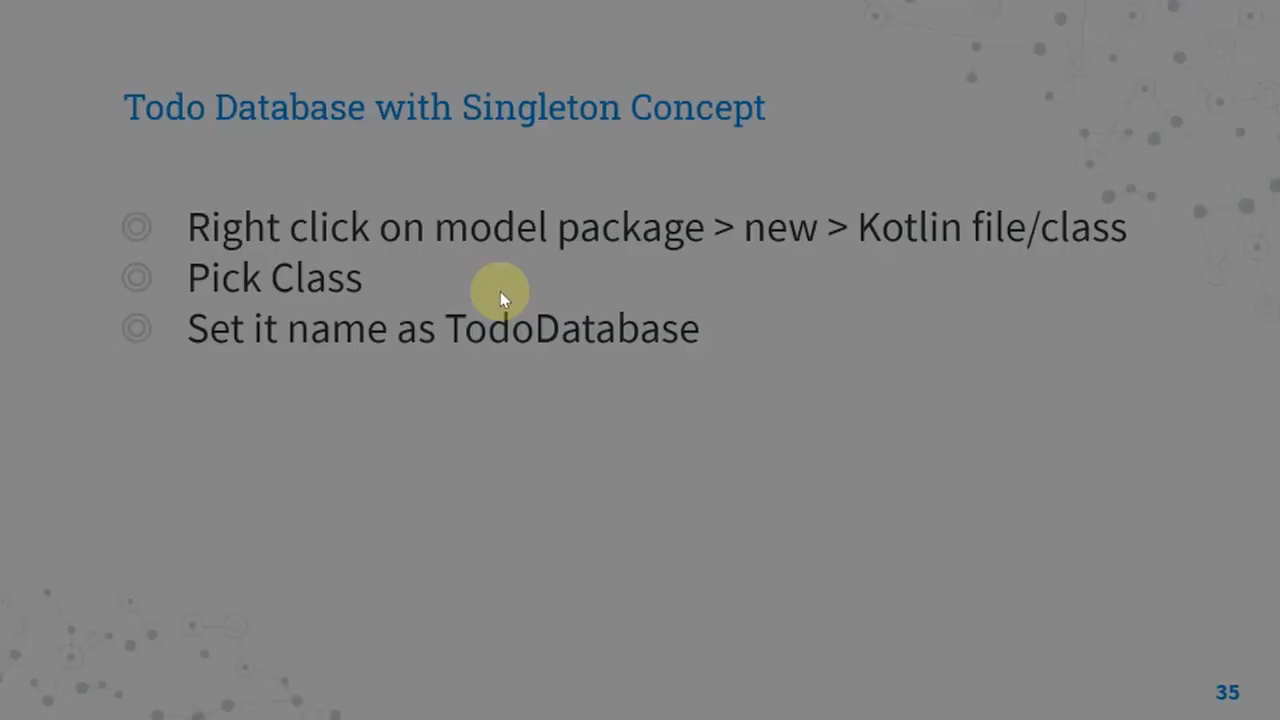 Todo Database with Singleton Concept
Right click on model package > new > Kotlin file/class
Pick Class
Set it name as TodoDatabase
35